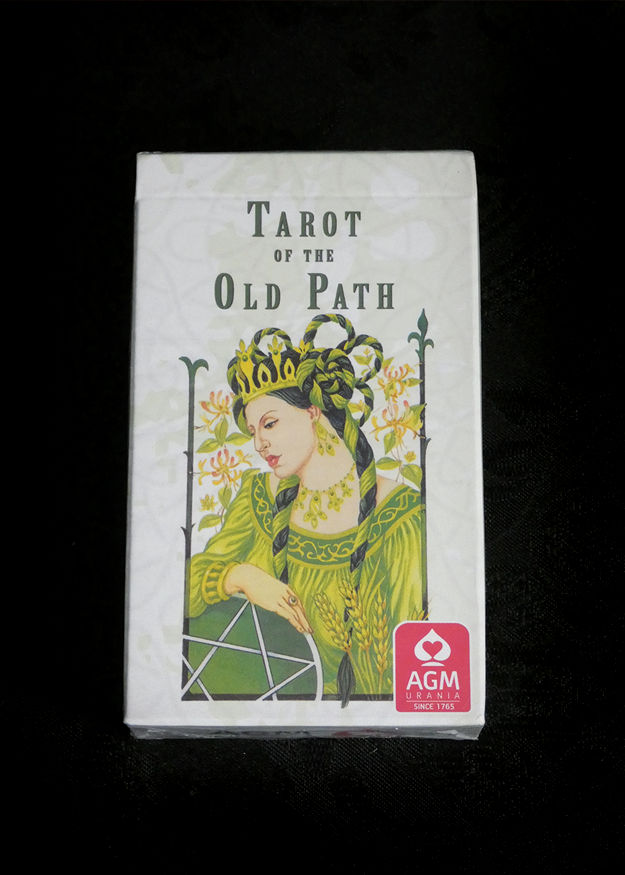 TAROT
OF THE
OLD PATH
AGM
URANIA
SINCE 1765